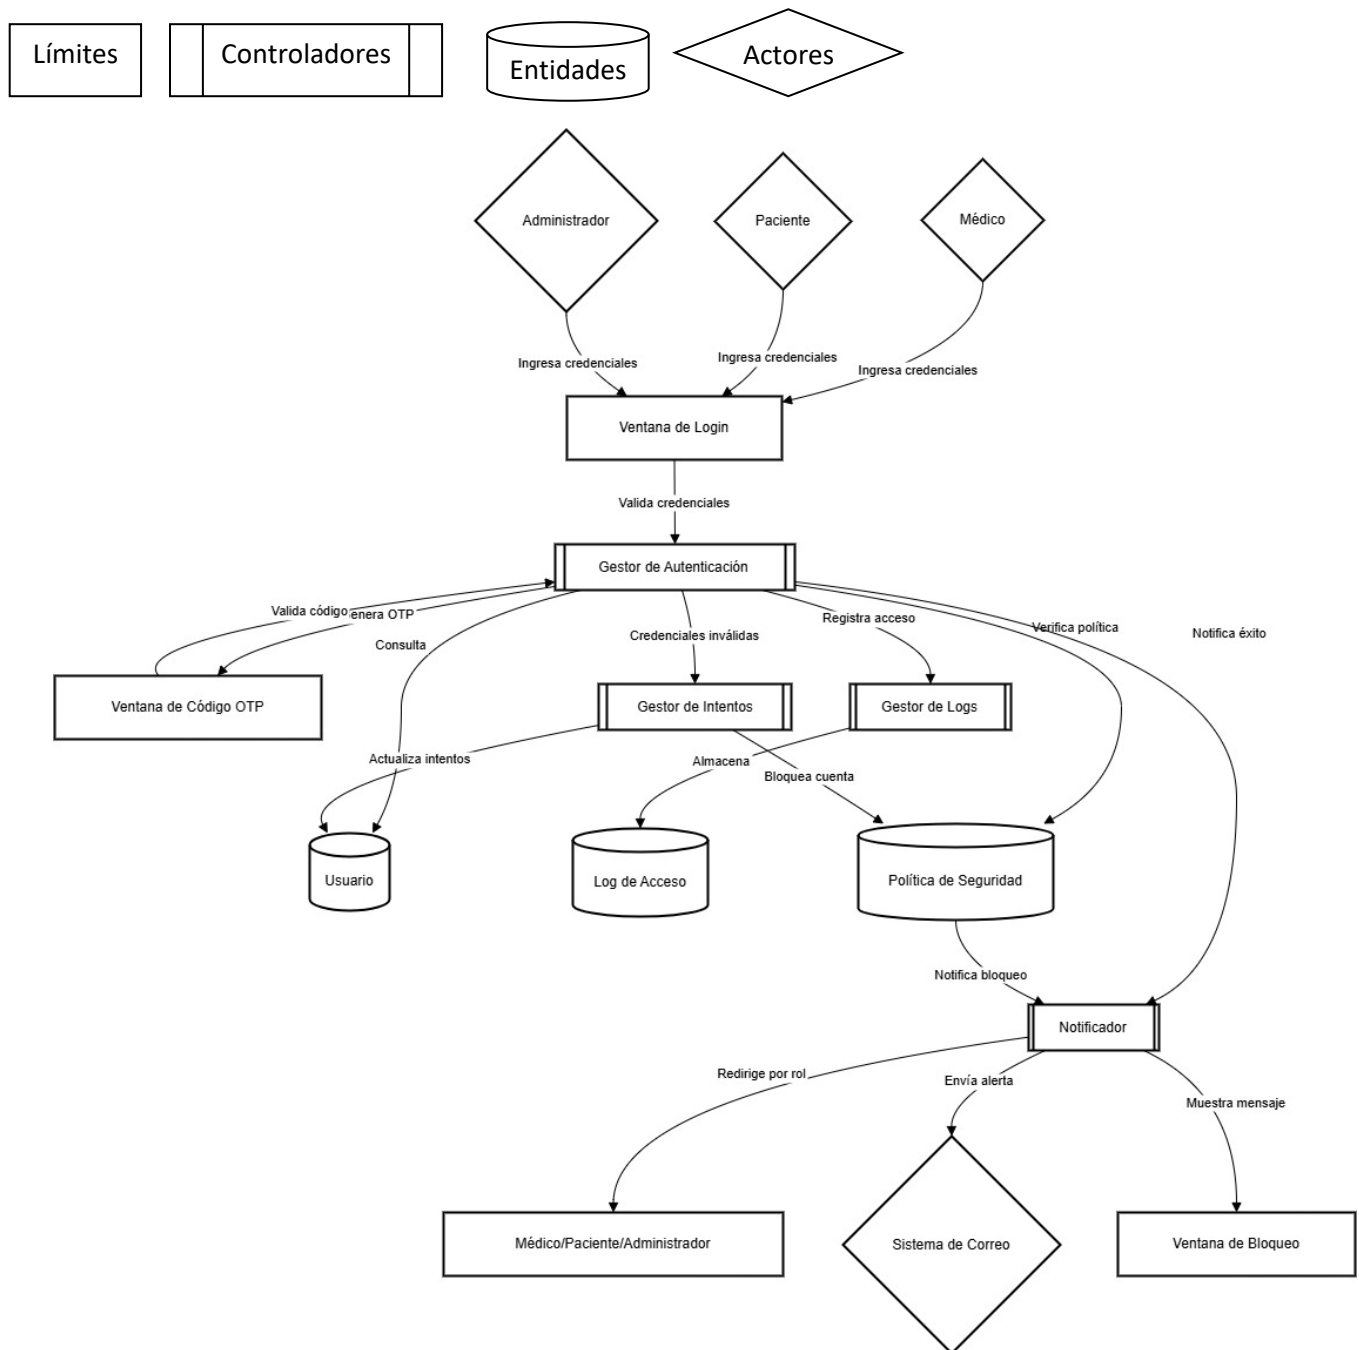 Límites
Controladores
Entidades
Actores
Administrador
Paciente
Médico
Ingresa credenciales
Ingresa credenciales
Ingresa credenciales
Ventana de Login
Valida credenciales
Gestor de Autenticación
Valida código
enera OTP
Consulta
Credenciales inválidas
Registra acceso
Verifica política
Notifica éxito
Ventana de Código OTP
Gestor de Intentos
Gestor de Logs
Actualiza intentos
Almacena
Bloquea cuenta
Usuario
Log de Acceso
Política de Seguridad
Notifica bloqueo
Notificador
Redirige por rol
Envía alerta
Muestra mensaje
Médico/Paciente/Administrador
Sistema de Correo
Ventana de Bloqueo